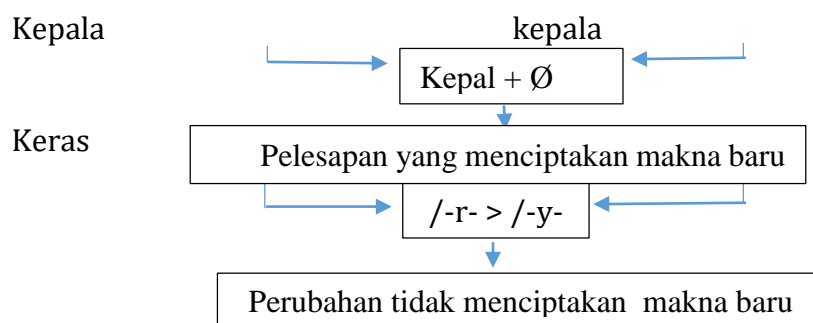 Kepala kepala
Kepal + Ø
Keras
Pelesapan yang menciptakan makna baru
/-r- > /-y-
Perubahan tidak menciptakan makna baru